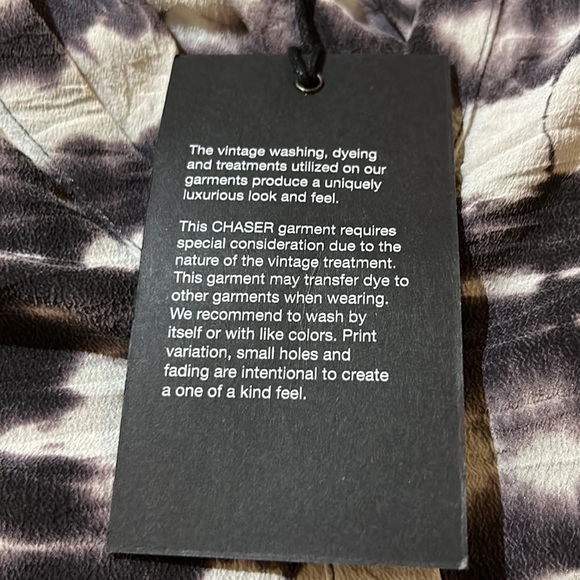 The vintage washing, dyeing
and treatments utilized on our
garments produce a uniquely
luxurious look and feel.
This CHASER garment requires
special consideration due to the
nature of the vintage treatment.
This garment may transfer dye to
other garments when wearing.
We recommend to wash by
itself or with like colors. Print
variation, small holes and
fading are intentional to create
a one of a kind feel.